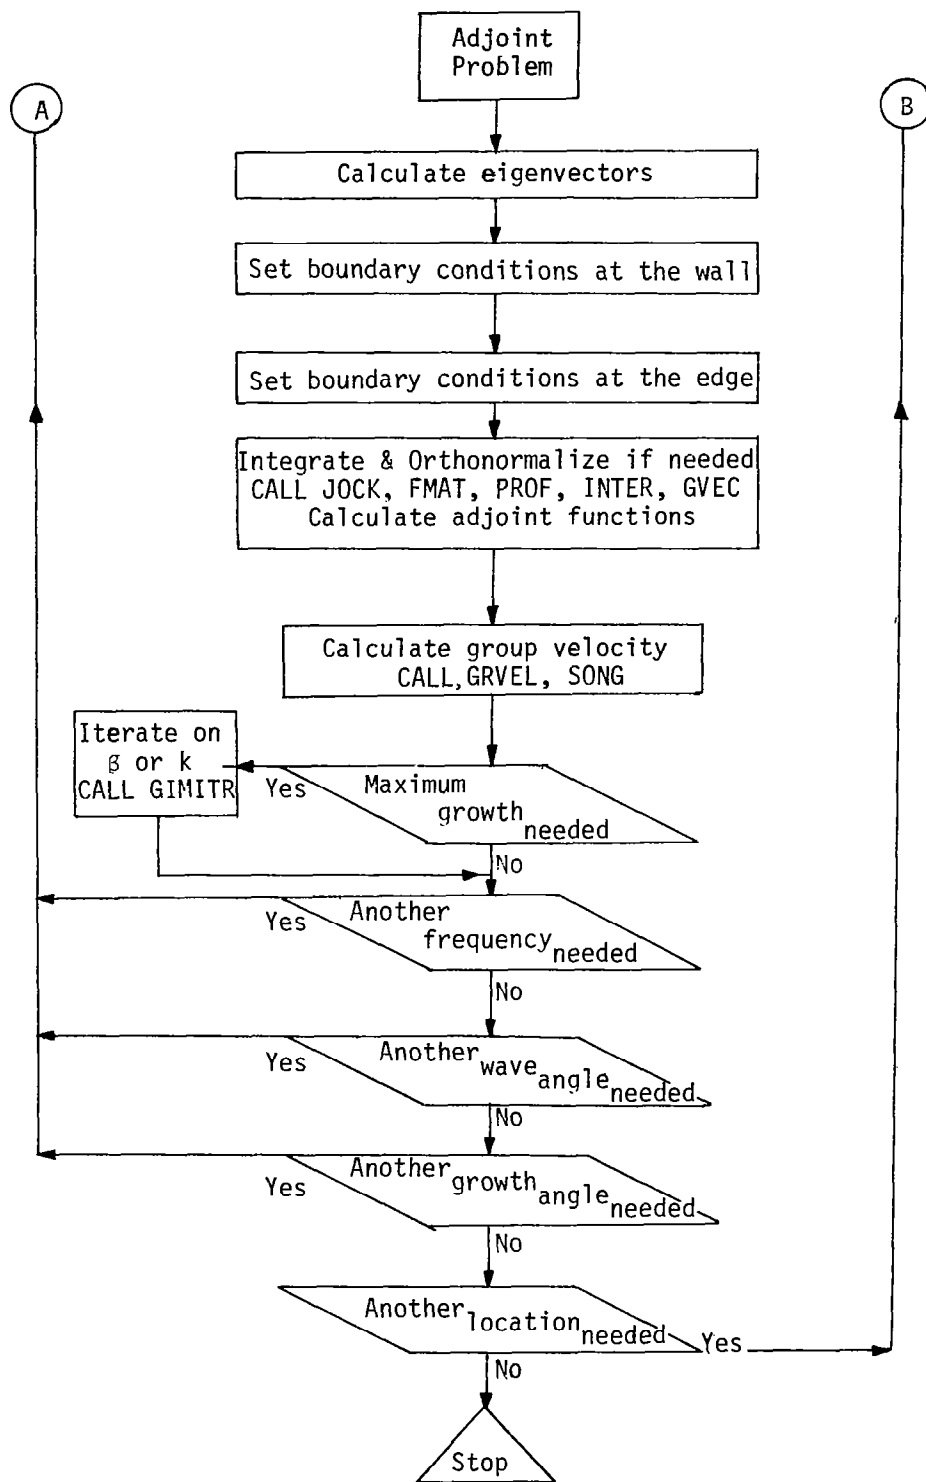 Adjoint
Problem
A
B
Calculate eigenvectors
Set boundary conditions at the wall
Set boundary conditions at the edge
Integrate & Orthonormalize if needed
CALL JOCK, FMAT, PROF, INTER, GVEC
Calculate adjoint functions
Calculate group velocity
CALL,GRVEL, SONG
Iterate on
β or k
CALL GIMITR
Yes
Maximum
growth
needed
No
Yes
Another
frequency
needed
No
Yes
Another
wave
angle
needed
No
Yes
Another
growth
angle
needed
No
Another
location
needed
Yes
No
Stop